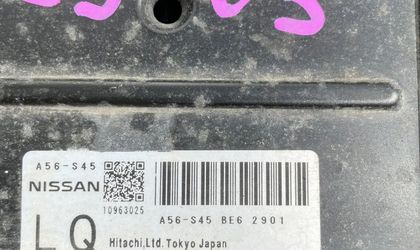 A56-S45
NISSAN
10963025
A56-S45 BE6 2901
LQ
Hitachi,Ltd. Tokyo Japan